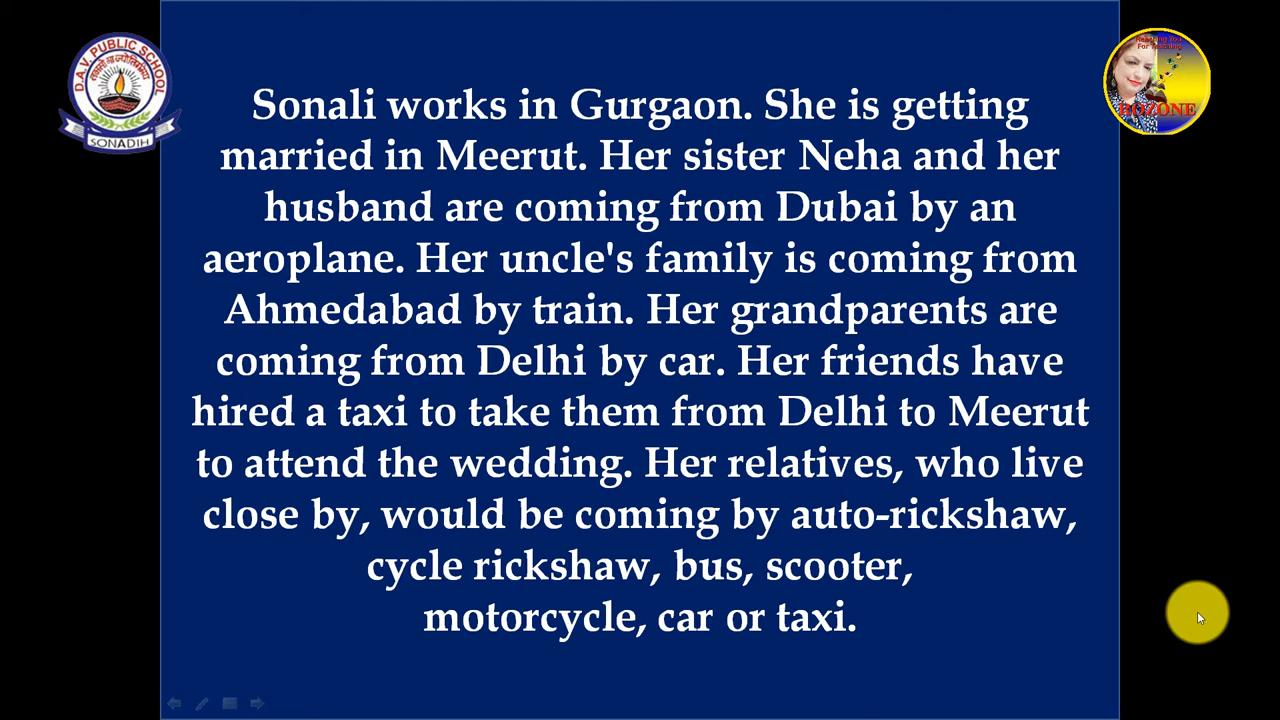 D.A.V. PUBLIC SCHOOL
SONADIH
Sonali works in Gurgaon. She is getting
married in Meerut. Her sister Neha and her
husband are coming from Dubai by an
aeroplane. Her uncle's family is coming from
Ahmedabad by train. Her grandparents are
coming from Delhi by car. Her friends have
hired a taxi to take them from Delhi to Meerut
to attend the wedding. Her relatives, who live
close by, would be coming by auto-rickshaw,
cycle rickshaw, bus, scooter,
motorcycle, car or taxi.
For Teaching
ROZONE